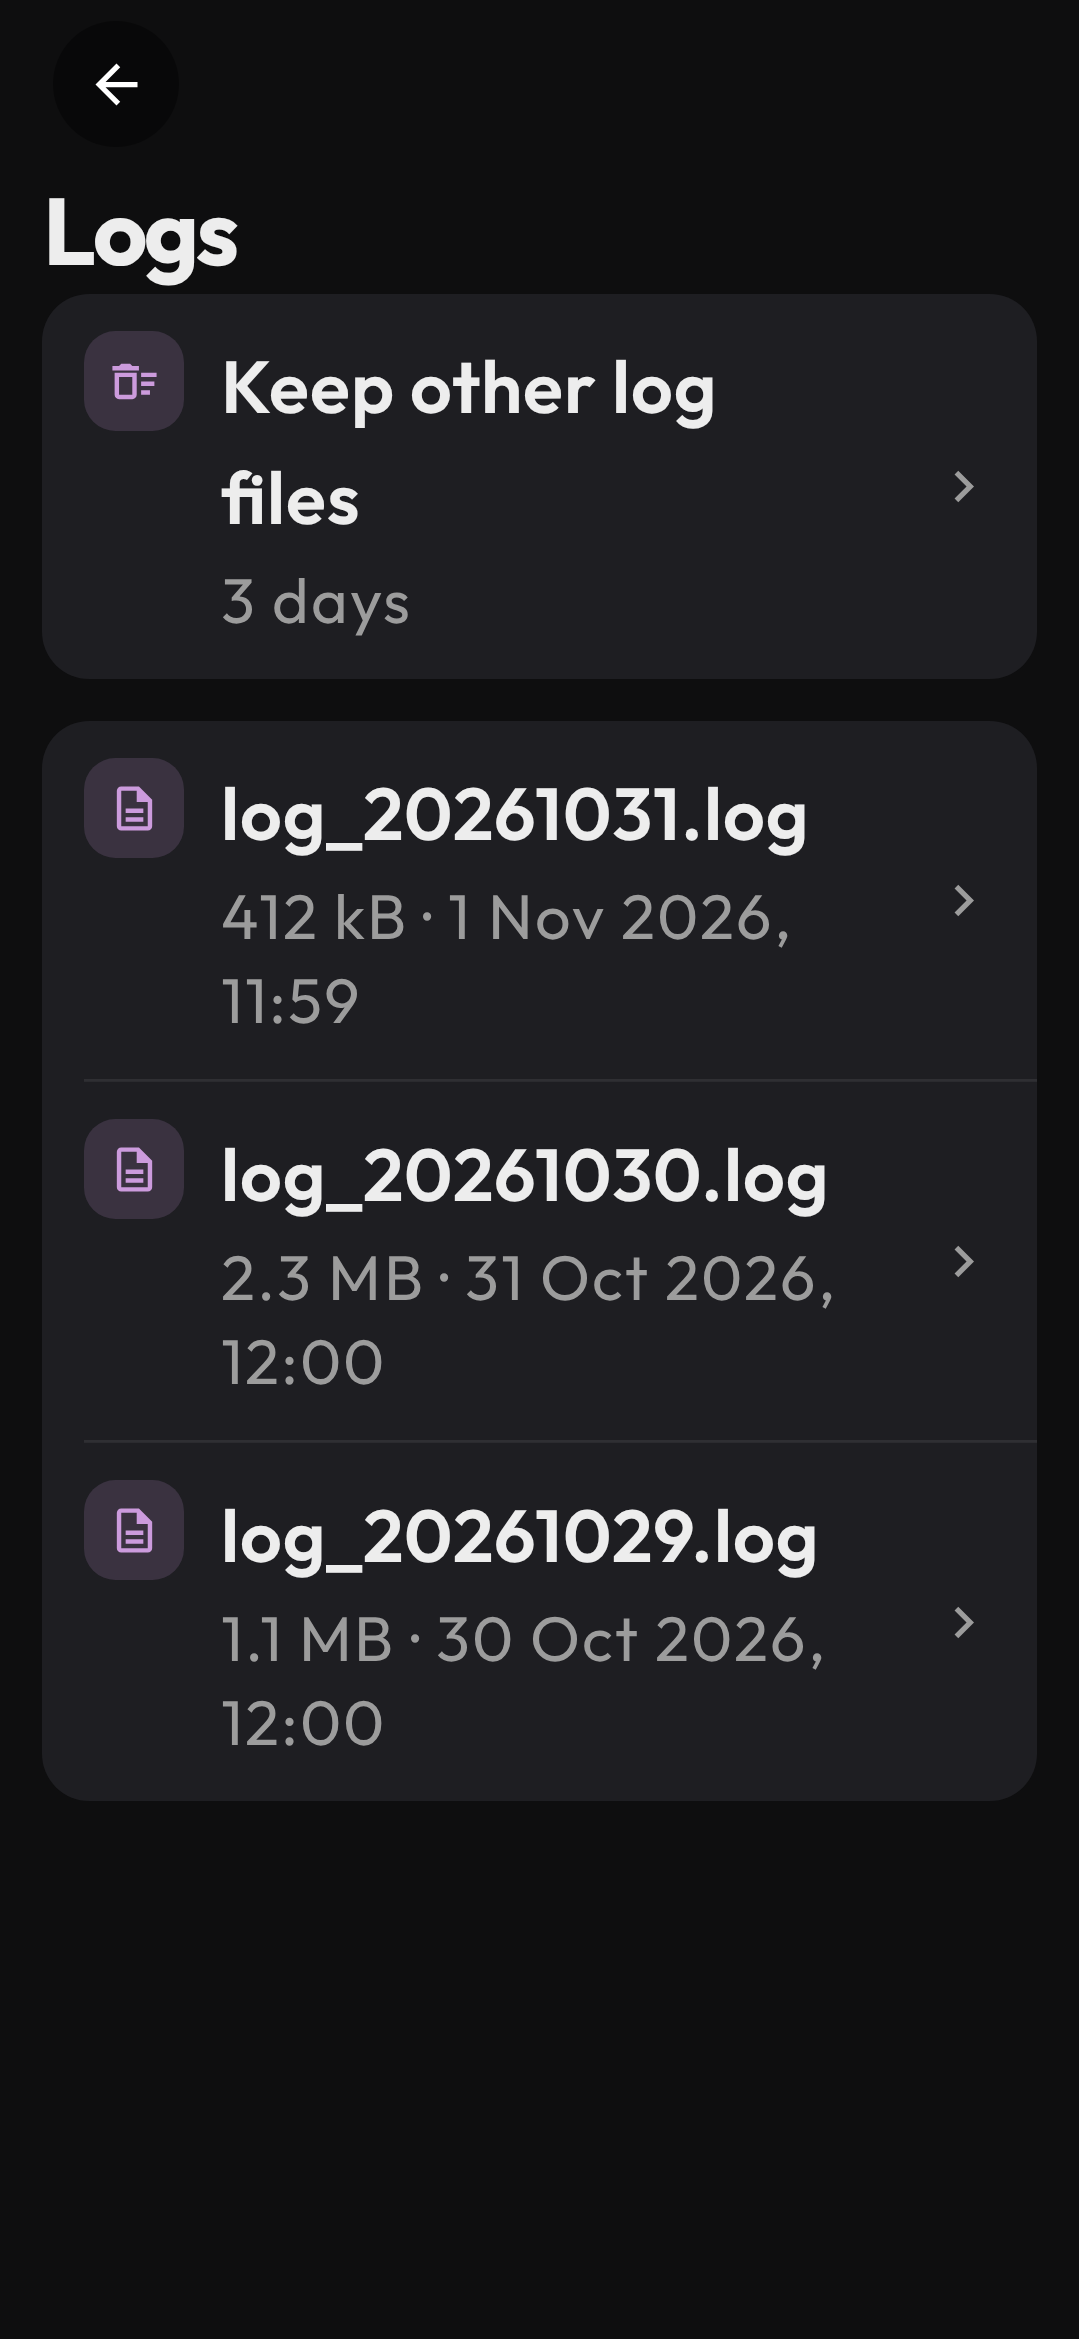 Logs
Keep other log
files
3 days
log_20261031.log
412 kB · 1 Nov 2026,
11:59
log_20261030.log
2.3 MB · 31 Oct 2026,
12:00
log_20261029.log
1.1 MB · 30 Oct 2026,
12:00